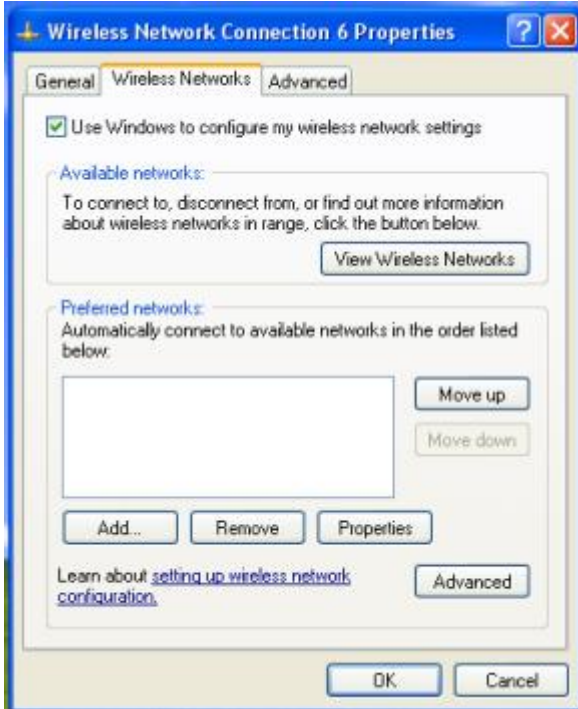 Wireless Network Connection 6 Properties
General Wireless Networks Advanced
Use Windows to configure my wireless network settings
Available networks:
To connect to, disconnect from, or find out more information
about wireless networks in range, click the button below.
View Wireless Networks
Preferred networks:
Automatically connect to available networks in the order listed
below:
Move up
Move down
Add... Remove Properties
Learn about setting up wireless network
configuration.
Advanced
OK Cancel